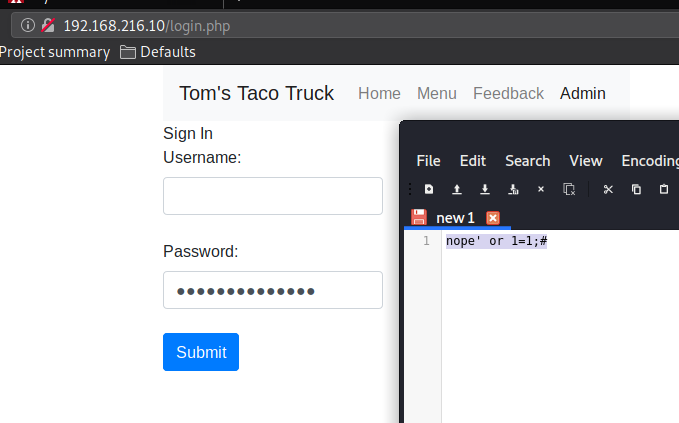 192.168.216.10/login.php
Project summary Defaults
Tom's Taco Truck Home Menu Feedback Admin
Sign In
Username:
Password:
●●●●●●●●●●●●●●
Submit
File Edit Search View Encoding
new 1
1 nope' or 1=1;#